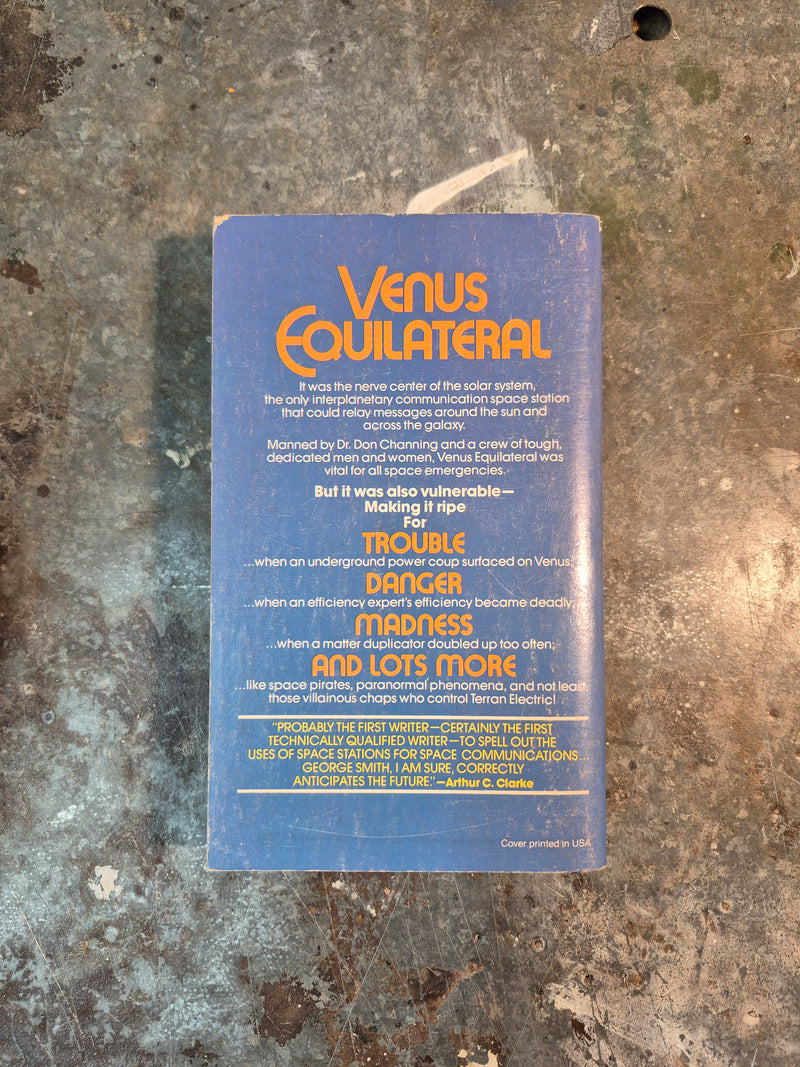 VENUS
EQUILATERAL
It was the nerve center of the solar system,
the only interplanetary communication space station
that could relay messages around the sun and
across the galaxy.
Manned by Dr. Don Channing and a crew of tough,
dedicated men and women, Venus Equilateral was
vital for all space emergencies.
But it was also vulnerable—
Making it ripe
For
TROUBLE
...when an underground power coup surfaced on Venus;
DANGER
...when an efficiency expert's efficiency became deadly;
MADNESS
...when a matter duplicator doubled up too often;
AND LOTS MORE
...like space pirates, paranormal phenomena, and not least,
those villainous chaps who control Terran Electric!
"PROBABLY THE FIRST WRITER—CERTAINLY THE FIRST
TECHNICALLY QUALIFIED WRITER—TO SPELL OUT THE
USES OF SPACE STATIONS FOR SPACE COMMUNICATIONS...
GEORGE SMITH, I AM SURE, CORRECTLY
ANTICIPATES THE FUTURE."—Arthur C. Clarke
Cover printed in USA